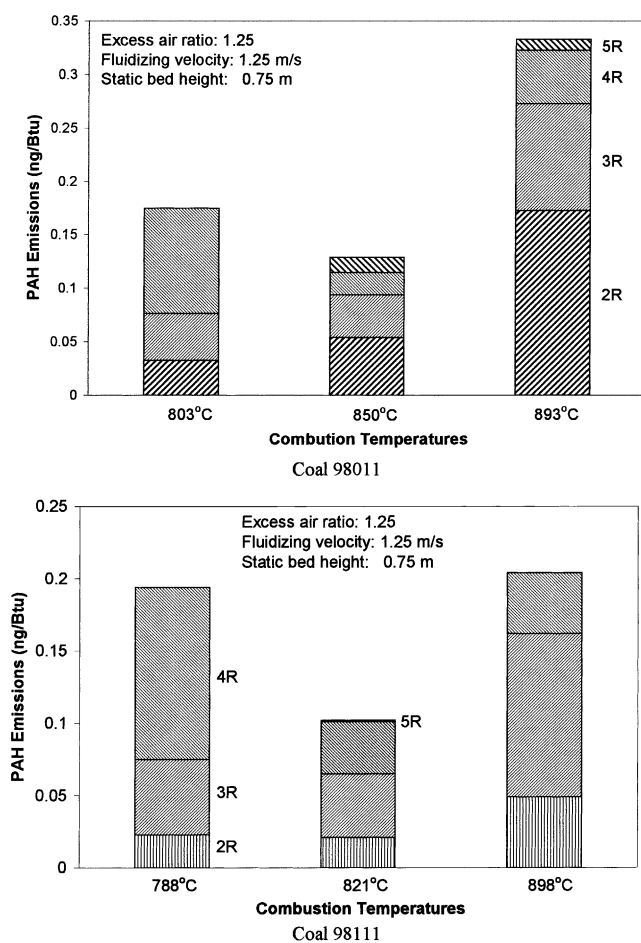 0.35
Excess air ratio: 1.25
5R
0.3
Fluidizing velocity: 1.25 m/s
4R
Static bed height: 0.75 m
0.25
3R
0.2
0.15
2R
0.1
0.05
0
PAH Emissions (ng/Btu)
803°C 850°C 893°C
Combution Temperatures
Coal 98011
0.25
Excess air ratio: 1.25
Fluidizing velocity: 1.25 m/s
Static bed height: 0.75 m
0.2
0.15
4R
0.1
5R
3R
0.05
2R
0
PAH Emissions (ng/Btu)
788°C 821°C 898°C
Combustion Temperatures
Coal 98111